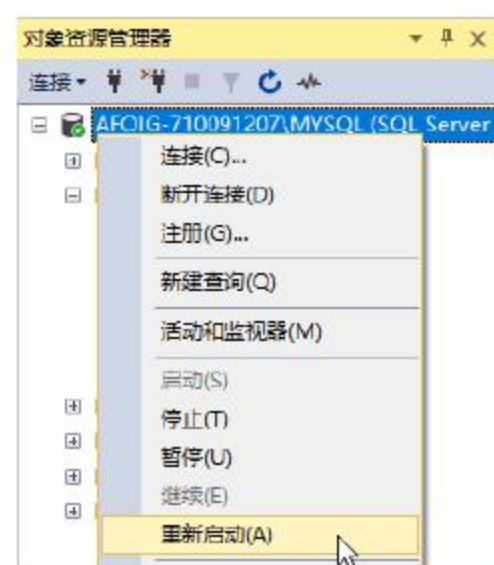 对象资源管理器
连接
AFQIG-710091207\MYSQL (SQL Server
连接(C)...
断开连接(D)
注册(G)...
新建查询(Q)
活动和监视器(M)
启动(S)
停止(T)
暂停(U)
继续(E)
重新启动(A)